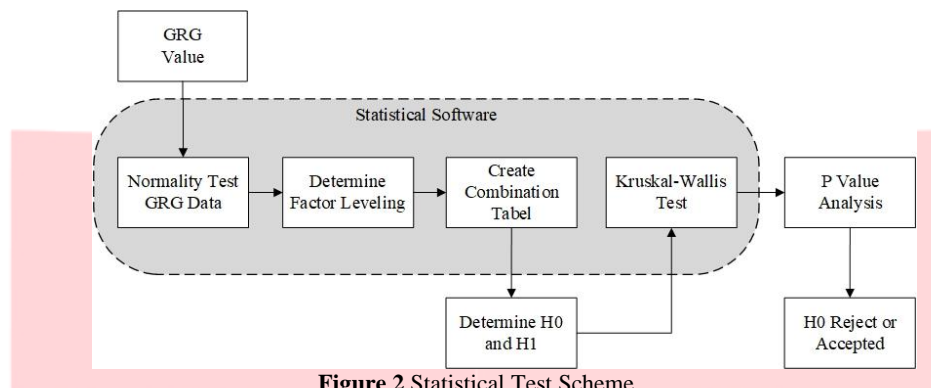 GRG
Value
Statistical Software
Normality Test
GRG Data
Determine
Factor Leveling
Create
Combination
Tabel
Kruskal-Wallis
Test
P Value
Analysis
Determine H0
and H1
H0 Reject or
Accepted
Figure 2 Statistical Test Scheme